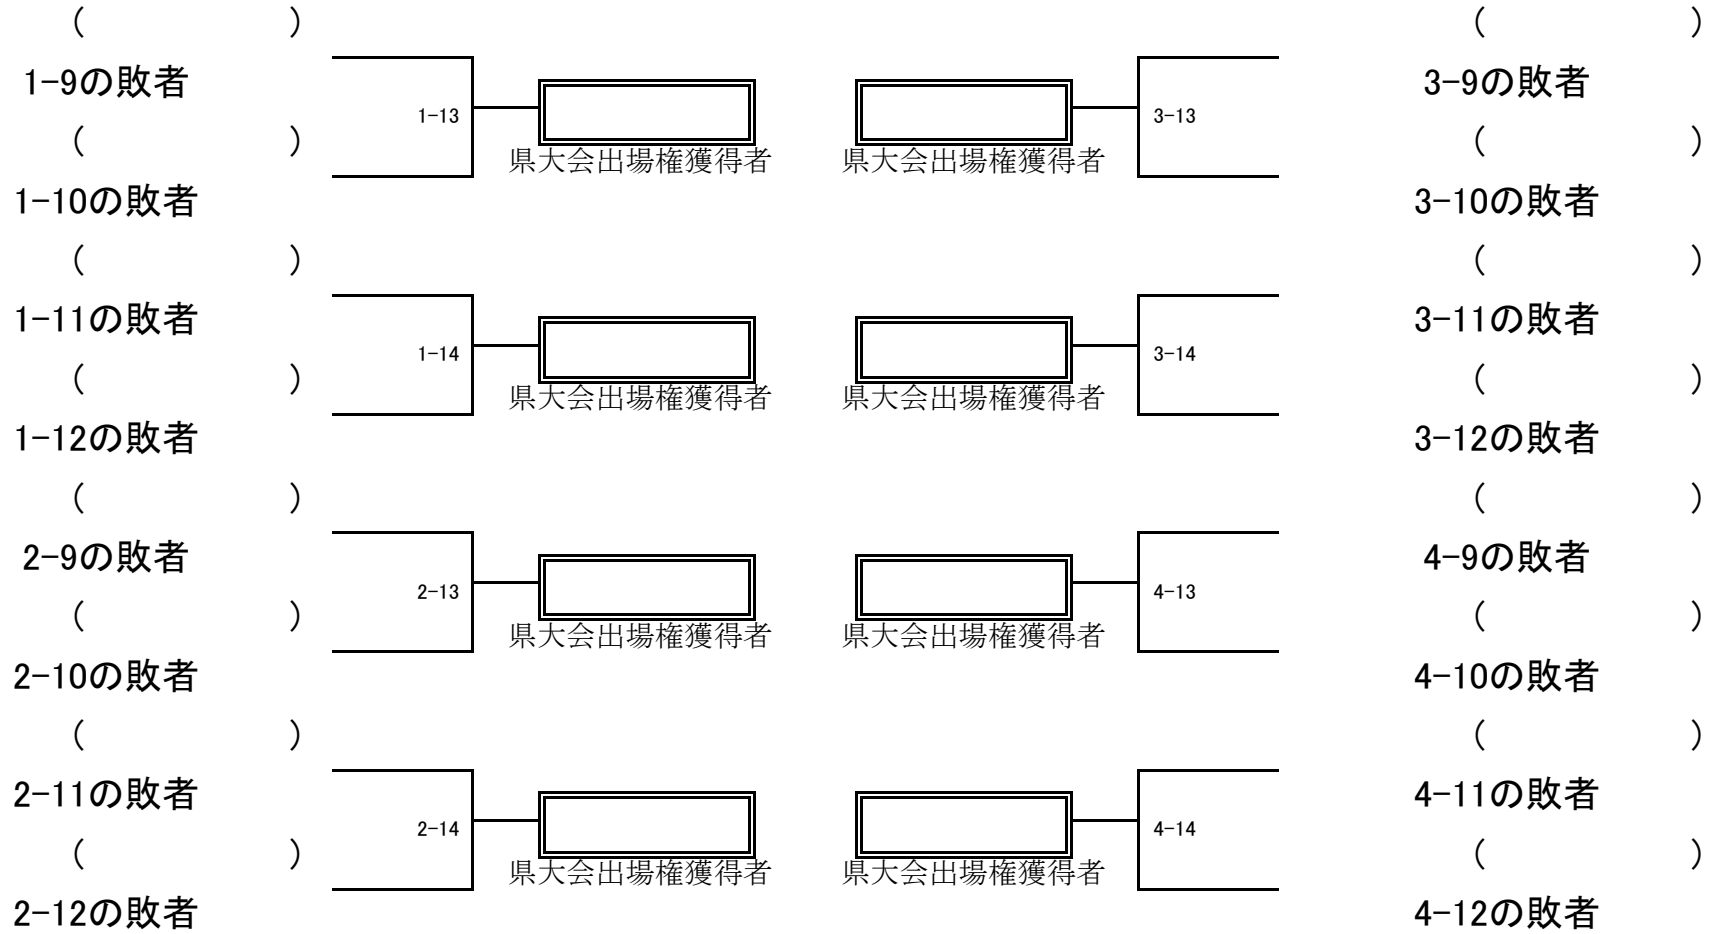 (　　　　　)　(　　　　　)
1-9の敗者　3-9の敗者
1-13　3-13
(　　　　　)　(　　　　　)
県大会出場権獲得者　県大会出場権獲得者
1-10の敗者　3-10の敗者
(　　　　　)　(　　　　　)
1-11の敗者　3-11の敗者
1-14　3-14
(　　　　　)　(　　　　　)
県大会出場権獲得者　県大会出場権獲得者
1-12の敗者　3-12の敗者
(　　　　　)　(　　　　　)
2-9の敗者　4-9の敗者
2-13　4-13
(　　　　　)　(　　　　　)
県大会出場権獲得者　県大会出場権獲得者
2-10の敗者　4-10の敗者
(　　　　　)　(　　　　　)
2-11の敗者　4-11の敗者
2-14　4-14
(　　　　　)　(　　　　　)
県大会出場権獲得者　県大会出場権獲得者
2-12の敗者　4-12の敗者